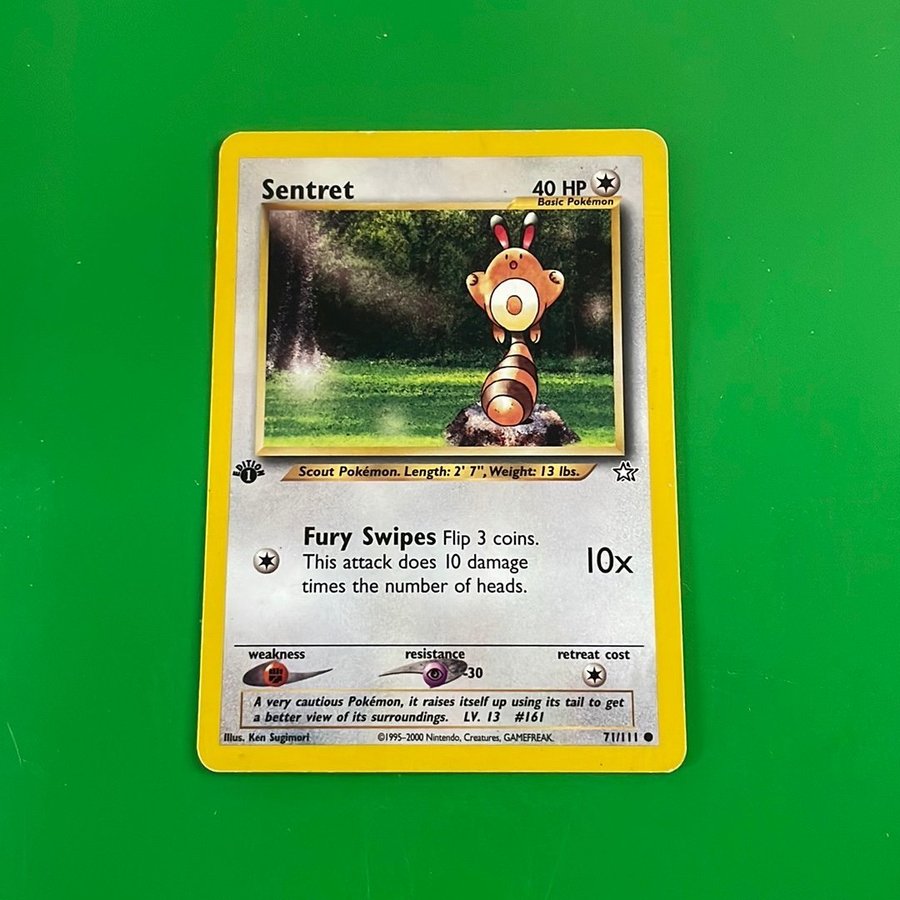 Sentret
40 HP
Basic Pokémon
EDITION
1
Scout Pokémon. Length: 2' 7", Weight: 13 lbs.
Fury Swipes Flip 3 coins.
This attack does 10 damage
times the number of heads.
10x
weakness
resistance
retreat cost
-30
A very cautious Pokémon, it raises itself up using its tail to get
a better view of its surroundings. LV. 13 #161
Illus. Ken Sugimori
©1995-2000 Nintendo, Creatures, GAMEFREAK.
71/111